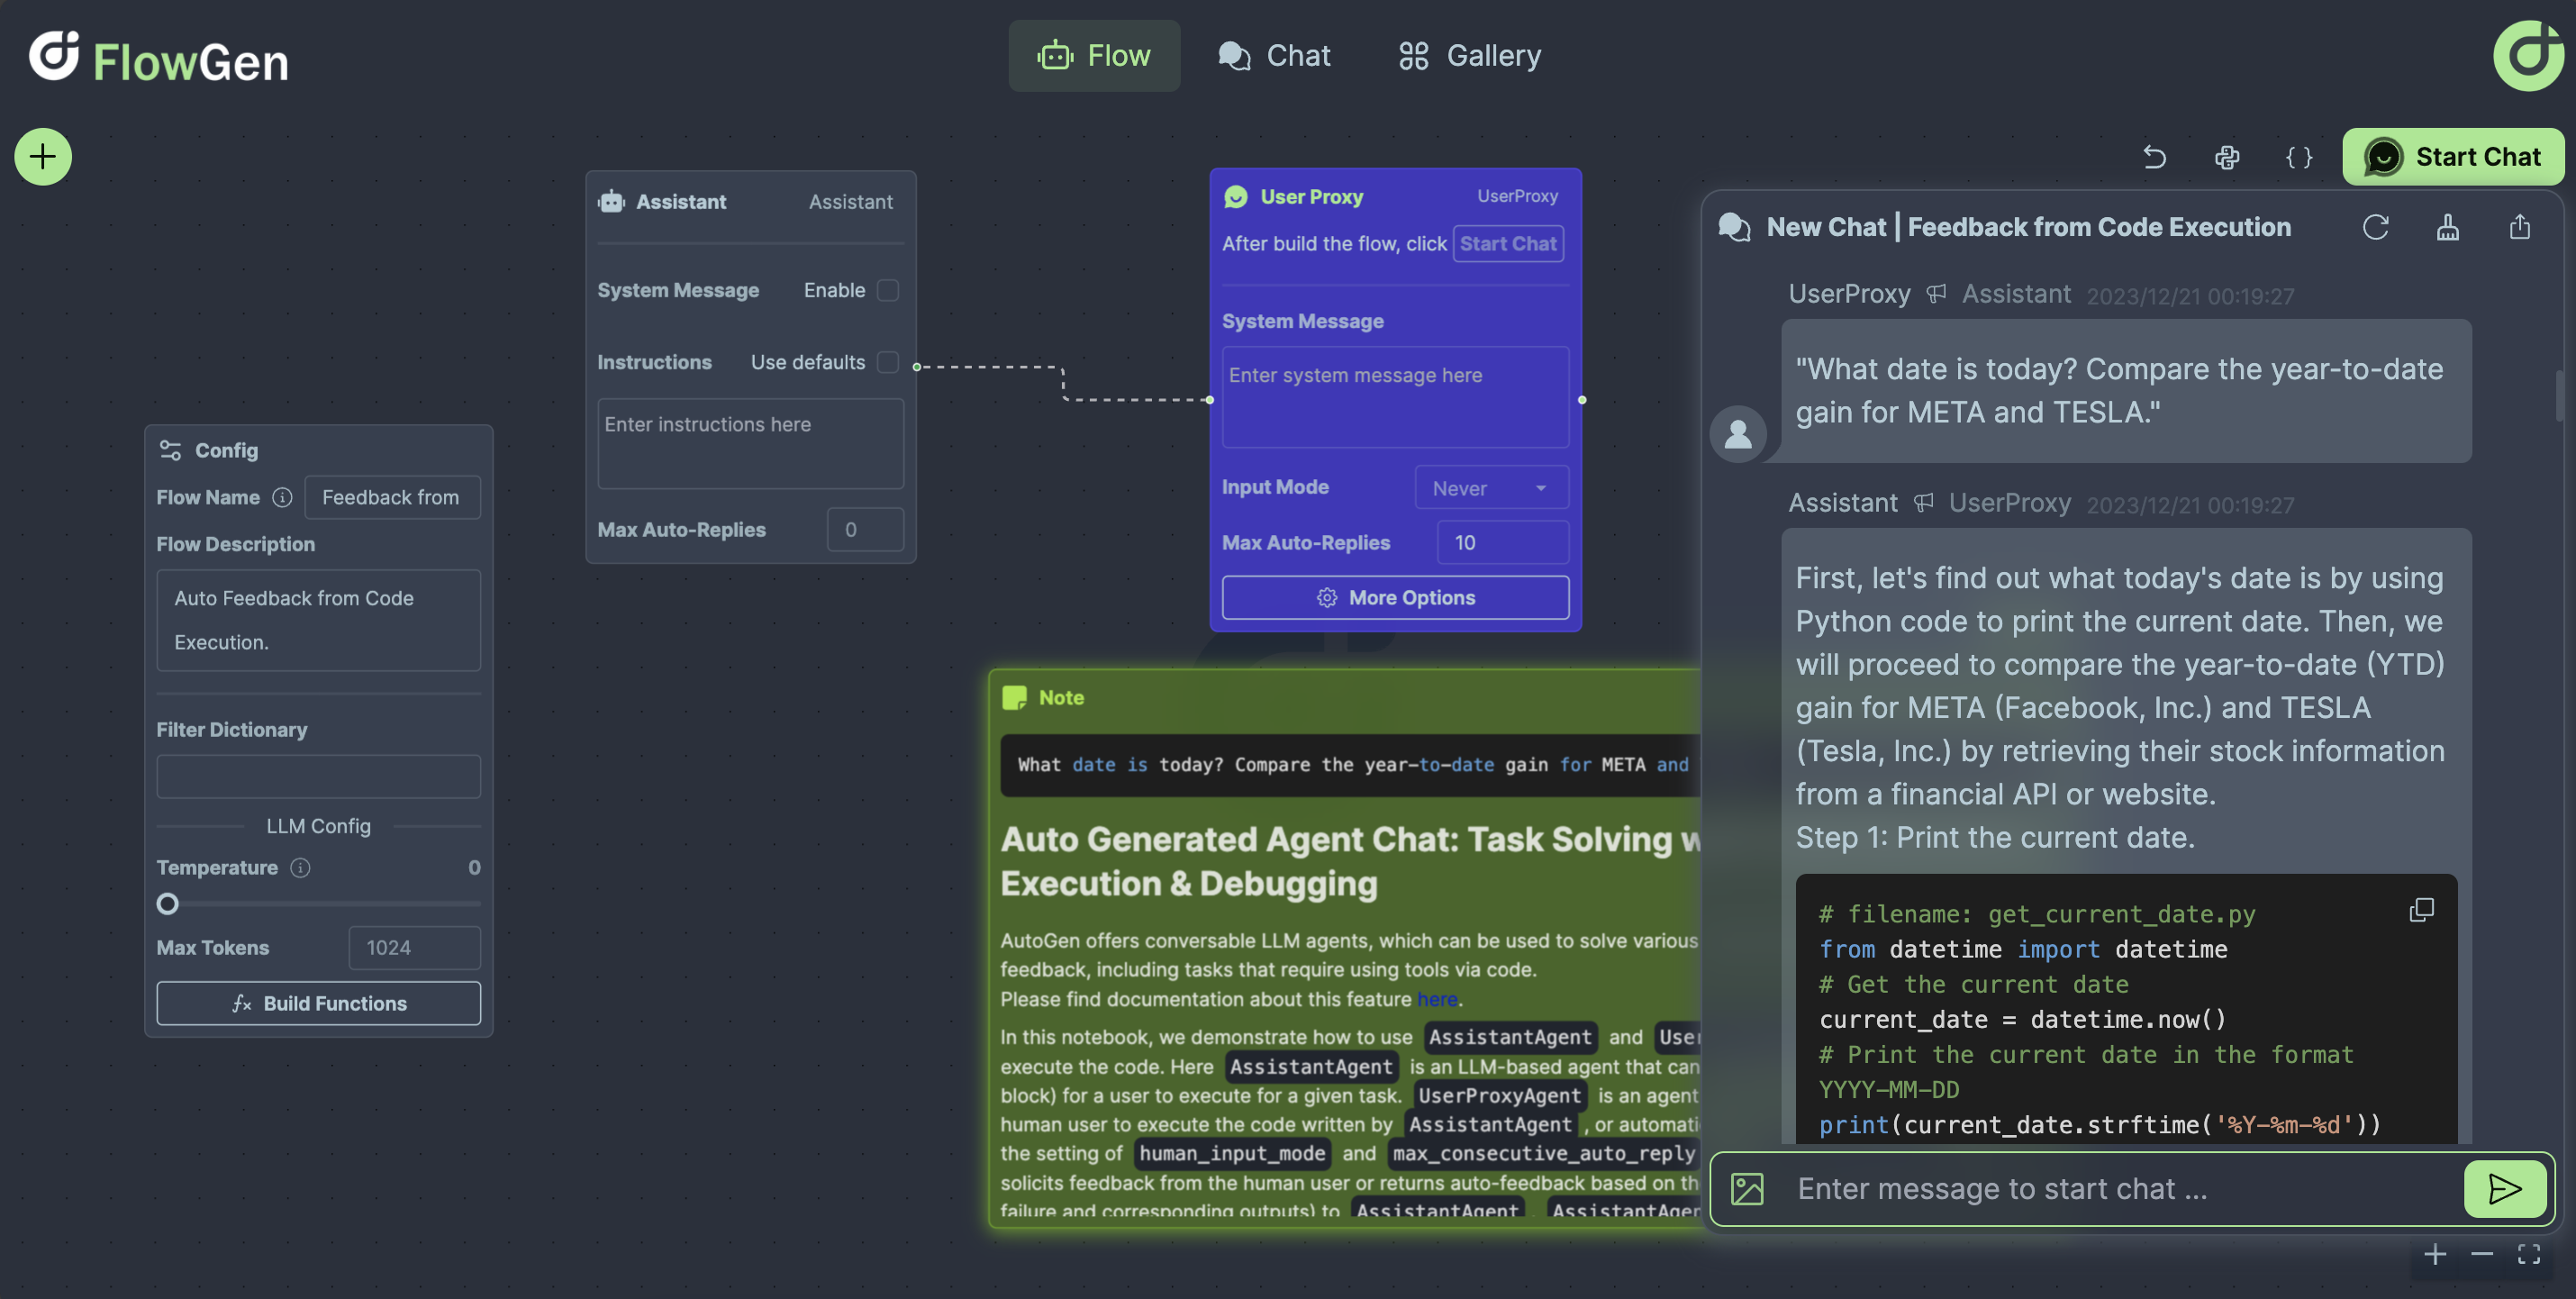 FlowGen
Flow
Chat
Gallery
Start Chat
Assistant
Assistant
System Message
Enable
Instructions
Use defaults
Enter instructions here
Max Auto-Replies
0
User Proxy
UserProxy
After build the flow, click Start Chat
System Message
Enter system message here
Input Mode
Never
Max Auto-Replies
10
More Options
Config
Flow Name
Feedback from
Flow Description
Auto Feedback from Code
Execution.
Filter Dictionary
LLM Config
Temperature
0
Max Tokens
1024
Build Functions
Note
What date is today? Compare the year-to-date gain for META and
Auto Generated Agent Chat: Task Solving w
Execution & Debugging
AutoGen offers conversable LLM agents, which can be used to solve various
feedback, including tasks that require using tools via code.
Please find documentation about this feature here.
In this notebook, we demonstrate how to use AssistantAgent and User
execute the code. Here AssistantAgent is an LLM-based agent that can
block) for a user to execute for a given task. UserProxyAgent is an agent
human user to execute the code written by AssistantAgent , or automati
the setting of human_input_mode and max_consecutive_auto_reply
solicits feedback from the human user or returns auto-feedback based on th
failure and corresponding outputs) to AssistantAgent . AssistantAgen
New Chat | Feedback from Code Execution
UserProxy Assistant 2023/12/21 00:19:27
"What date is today? Compare the year-to-date
gain for META and TESLA."
Assistant UserProxy 2023/12/21 00:19:27
First, let's find out what today's date is by using
Python code to print the current date. Then, we
will proceed to compare the year-to-date (YTD)
gain for META (Facebook, Inc.) and TESLA
(Tesla, Inc.) by retrieving their stock information
from a financial API or website.
Step 1: Print the current date.
# filename: get_current_date.py
from datetime import datetime
# Get the current date
current_date = datetime.now()
# Print the current date in the format
YYYY-MM-DD
print(current_date.strftime('%Y-%m-%d'))
Enter message to start chat ...